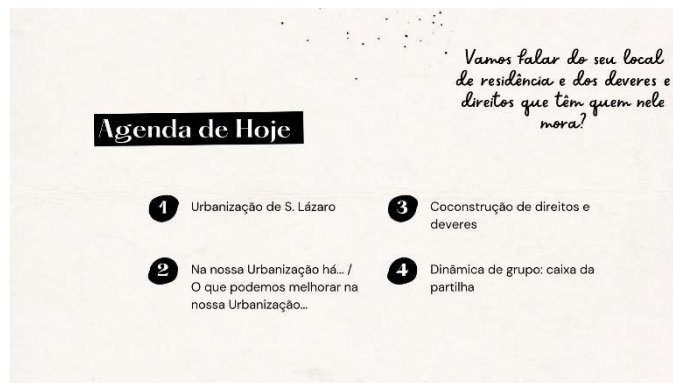 Vamos falar do seu local
de residência e dos deveres e
direitos que têm quem nele
mora?
Agenda de Hoje
1 Urbanização de S. Lázaro
2 Na nossa Urbanização há... /
O que podemos melhorar na
nossa Urbanização...
3 Coconstrução de direitos e
deveres
4 Dinâmica de grupo: caixa da
partilha